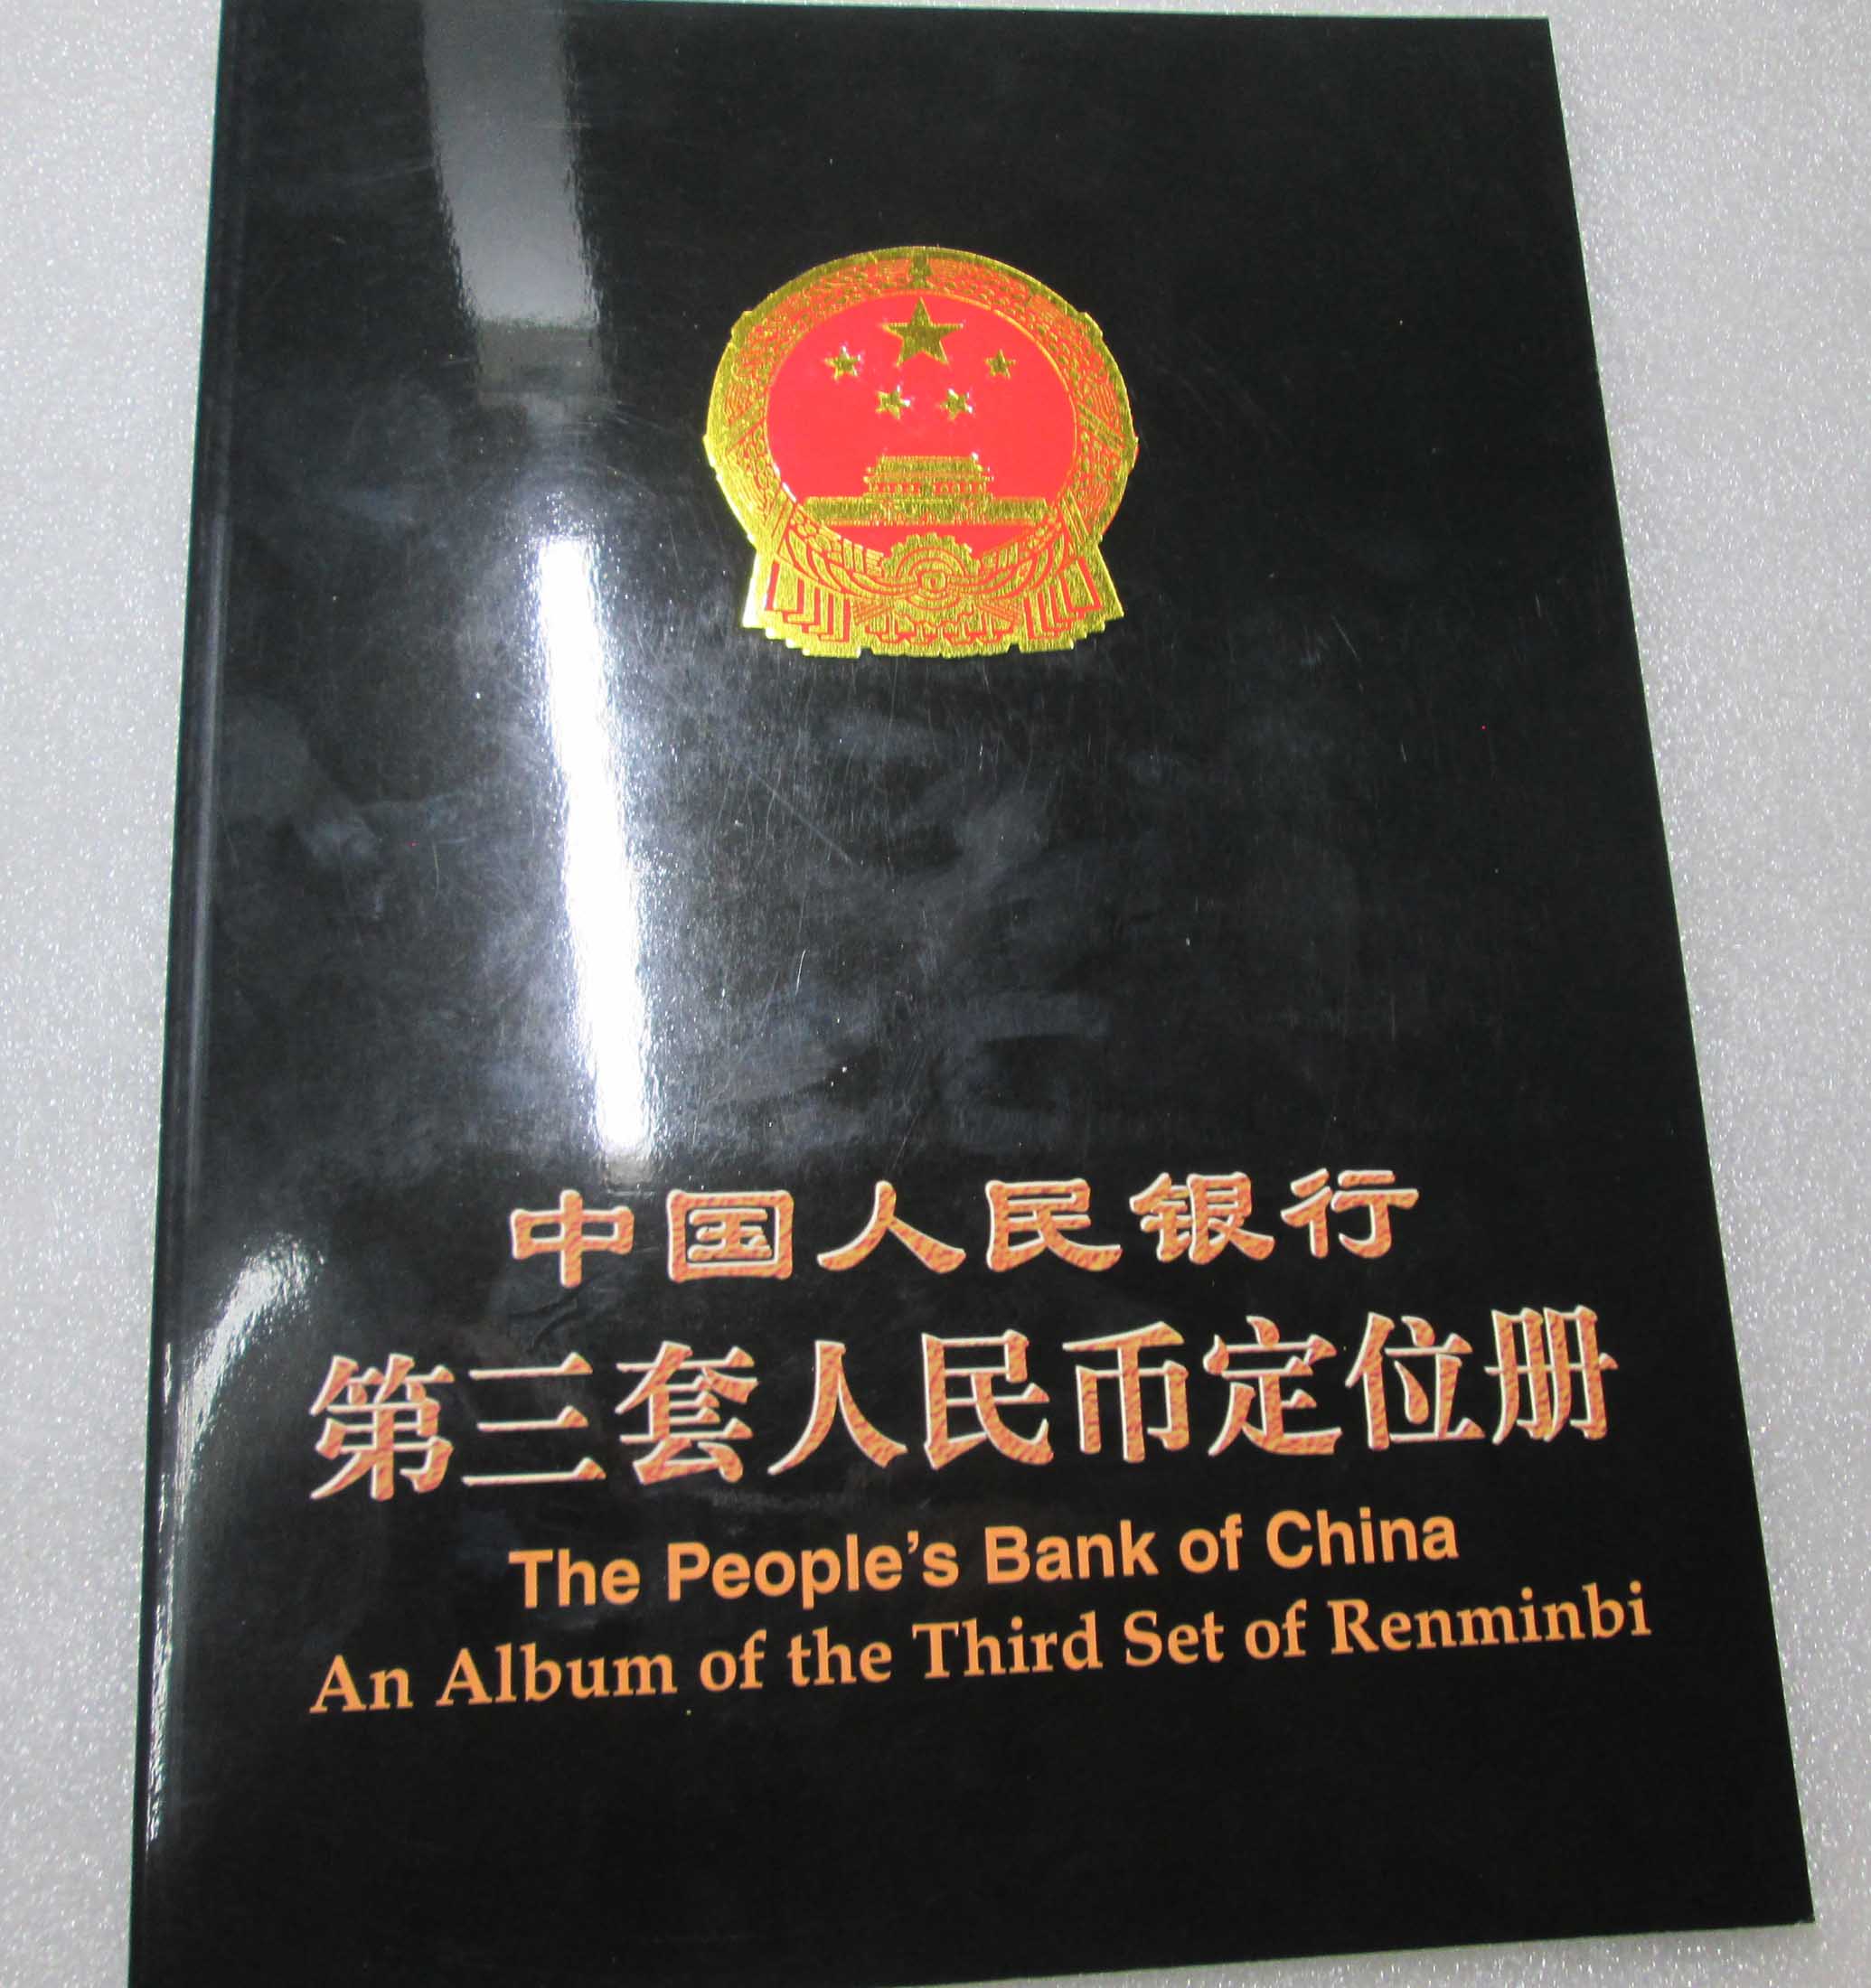 中国人民银行
第三套人民币定位册
The People's Bank of China
An Album of the Third Set of Renminbi